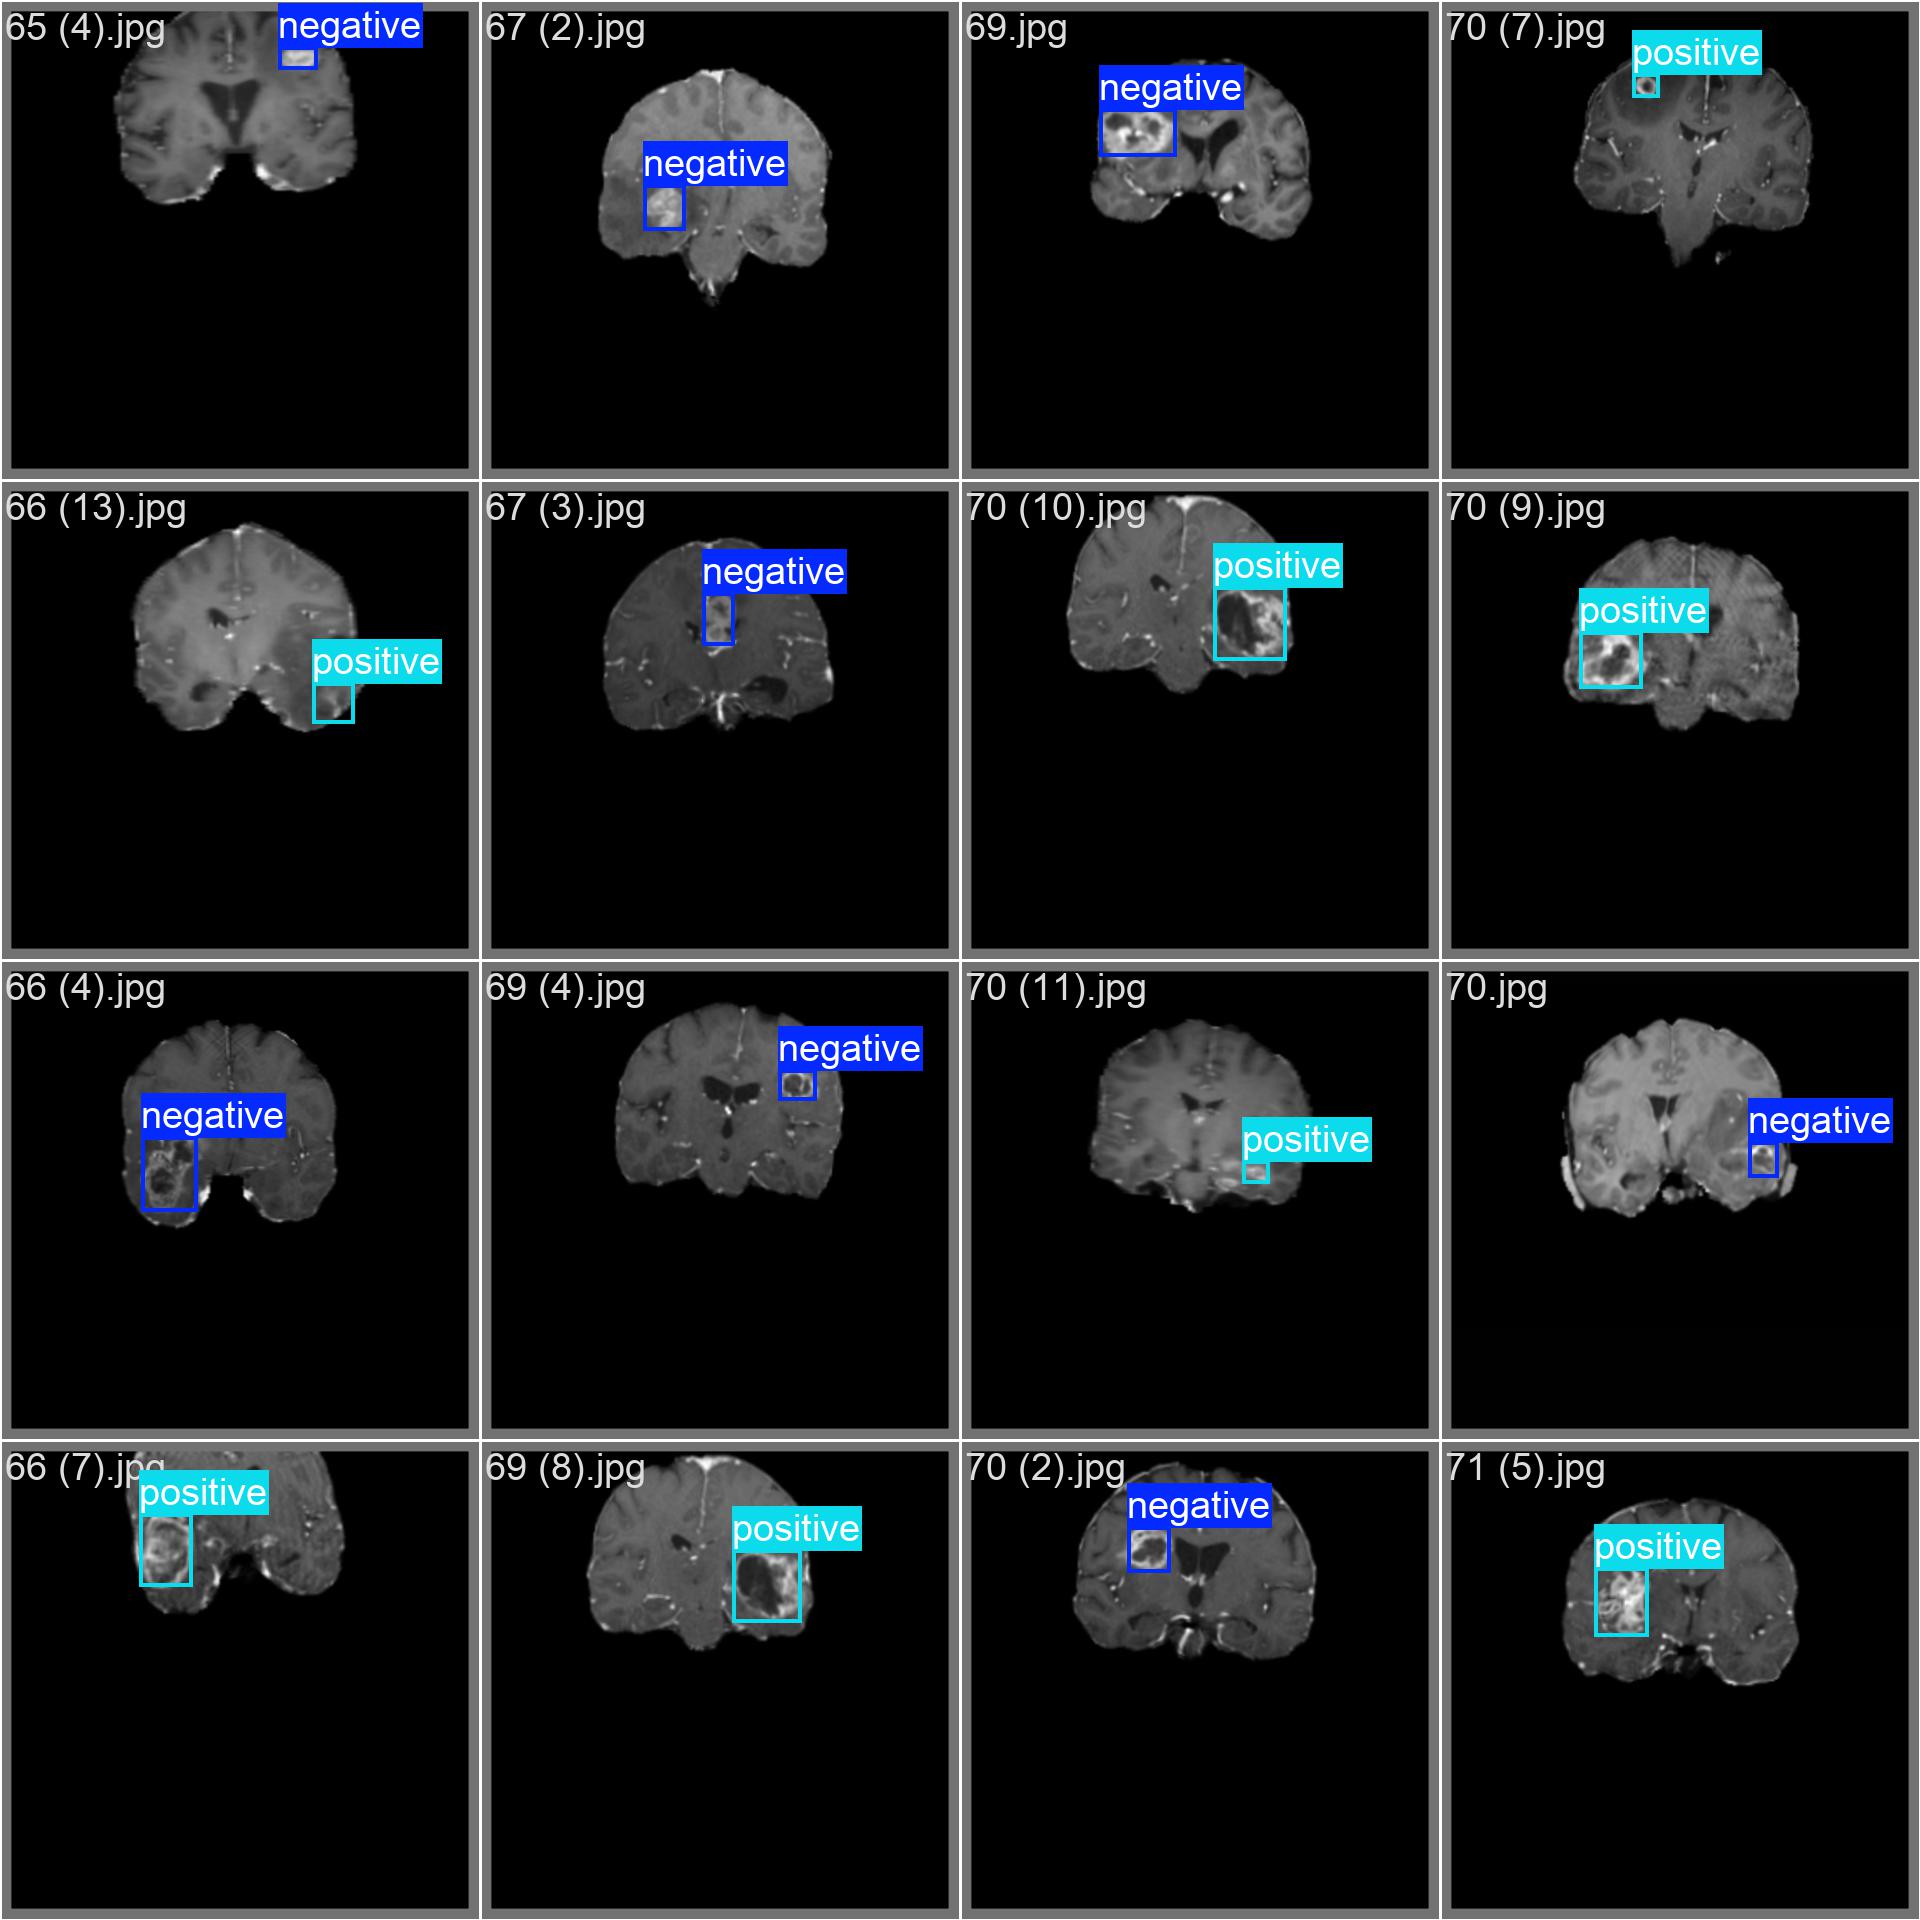 65 (4).jpg
negative
67 (2).jpg
negative
69.jpg
negative
70 (7).jpg
positive
66 (13).jpg
positive
67 (3).jpg
negative
70 (10).jpg
positive
70 (9).jpg
positive
66 (4).jpg
negative
69 (4).jpg
negative
70 (11).jpg
positive
70.jpg
negative
66 (7).jpg
positive
69 (8).jpg
positive
70 (2).jpg
negative
71 (5).jpg
positive